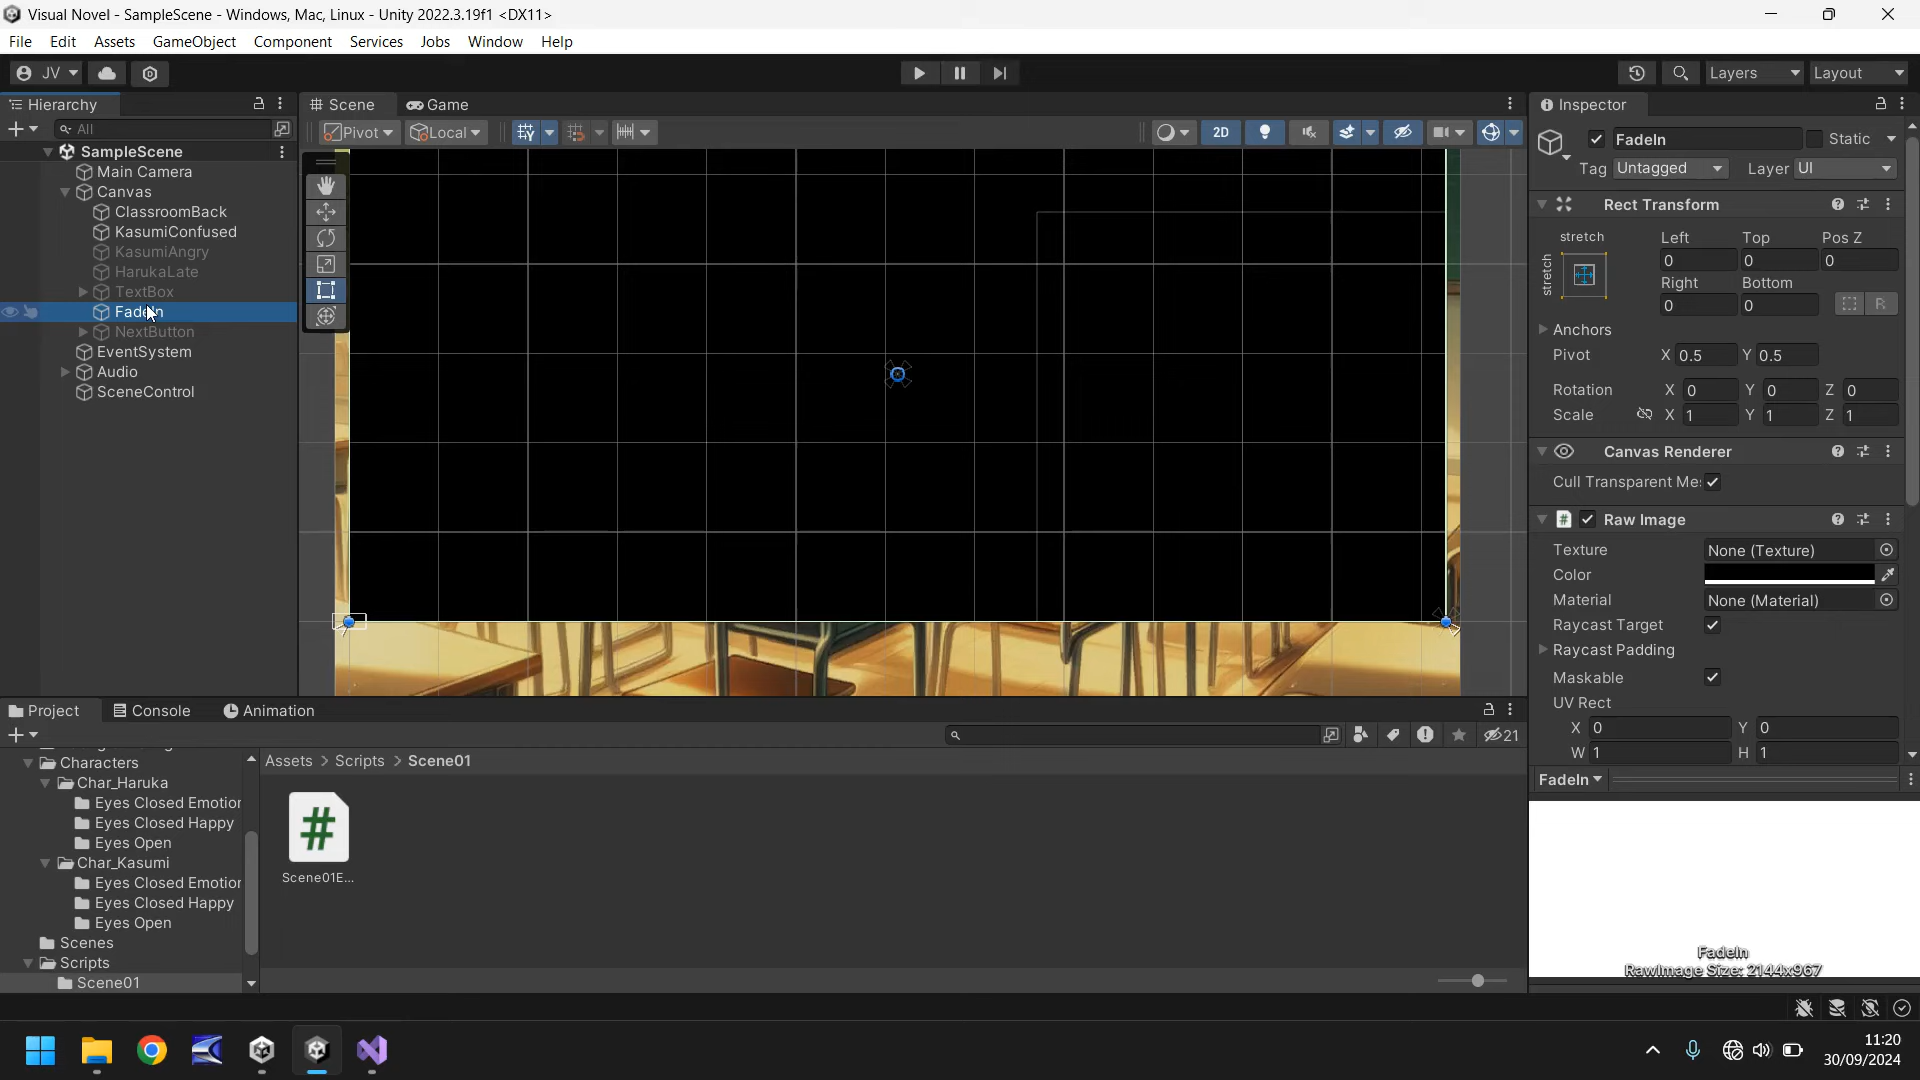 Visual Novel - SampleScene - Windows, Mac, Linux - Unity 2022.3.19f1 <DX11>
File Edit Assets GameObject Component Services Jobs Window Help
JV Layers Layout
Hierarchy
All
SampleScene
Main Camera
Canvas
ClassroomBack
KasumiConfused
KasumiAngry
HarukaLate
TextBox
FadeIn
NextButton
EventSystem
Audio
SceneControl
Scene Game
Pivot Local 2D
Inspector
FadeIn Static
Tag Untagged Layer UI
Rect Transform
stretch Left Top Pos Z
stretch 0 0 0
Right Bottom
0 0 R
Anchors
Pivot X 0.5 Y 0.5
Rotation X 0 Y 0 Z 0
Scale X 1 Y 1 Z 1
Canvas Renderer
Cull Transparent Me
# Raw Image
Texture None (Texture)
Color
Material None (Material)
Raycast Target
Raycast Padding
Maskable
UV Rect
X 0 Y 0
W 1 H 1
FadeIn
FadeIn
RawImage Size: 2144x967
Project Console Animation
21
Characters
Char_Haruka
Eyes Closed Emotion
Eyes Closed Happy
Eyes Open
Char_Kasumi
Eyes Closed Emotion
Eyes Closed Happy
Eyes Open
Scenes
Scripts
Scene01
Assets > Scripts > Scene01
#
Scene01E...
11:20
30/09/2024